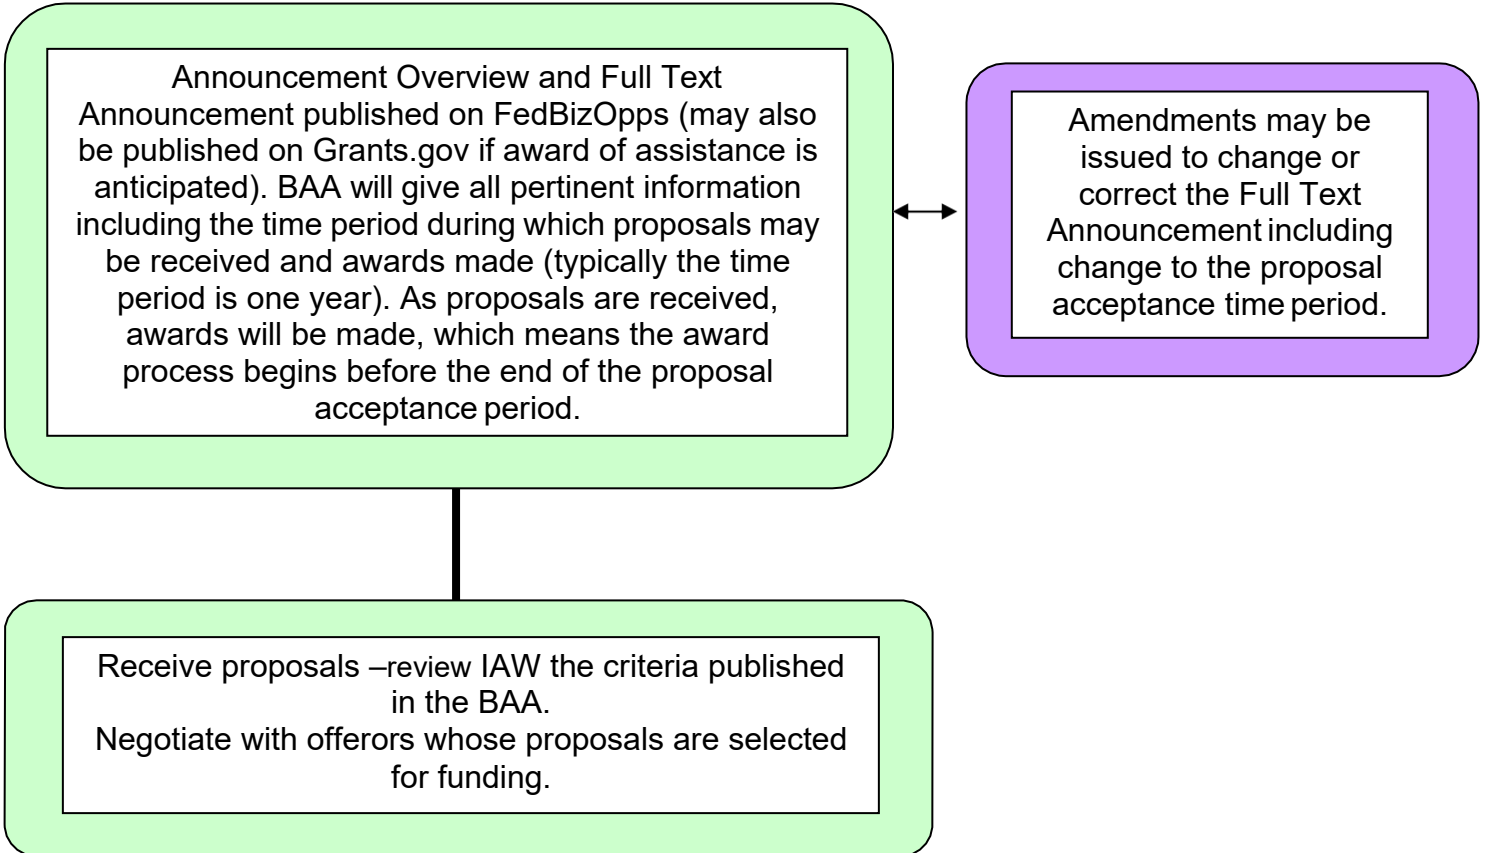 Announcement Overview and Full Text
Announcement published on FedBizOpps (may also
be published on Grants.gov if award of assistance is
anticipated). BAA will give all pertinent information
including the time period during which proposals may
be received and awards made (typically the time
period is one year). As proposals are received,
awards will be made, which means the award
process begins before the end of the proposal
acceptance period.
Amendments may be
issued to change or
correct the Full Text
Announcement including
change to the proposal
acceptance time period.
Receive proposals –review IAW the criteria published
in the BAA.
Negotiate with offerors whose proposals are selected
for funding.